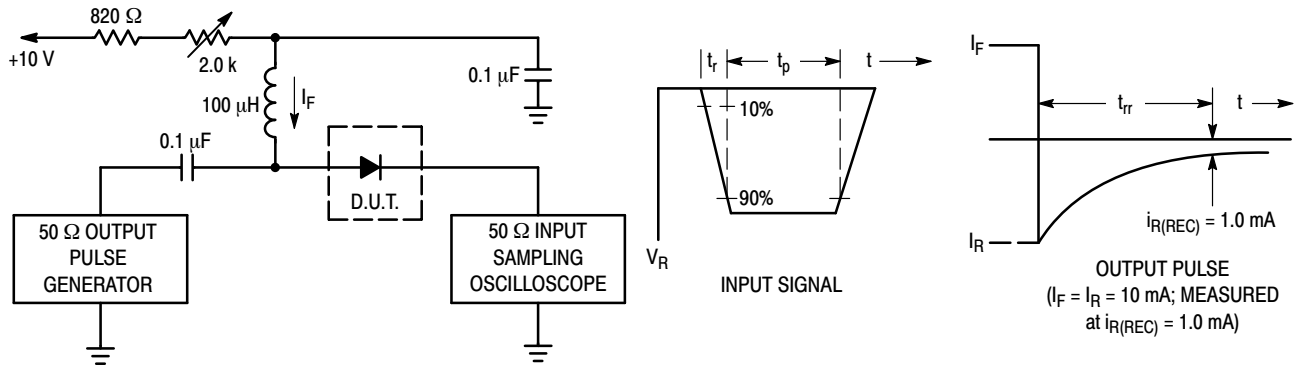 820 Ω
+10 V
2.0 k
100 μH
I_F
0.1 μF
0.1 μF
D.U.T.
50 Ω OUTPUT
PULSE
GENERATOR
50 Ω INPUT
SAMPLING
OSCILLOSCOPE
t_r
t_p
t
10%
90%
V_R
INPUT SIGNAL
I_F
t_rr
t
i_R(REC) = 1.0 mA
I_R
OUTPUT PULSE
(I_F = I_R = 10 mA; MEASURED
at i_R(REC) = 1.0 mA)